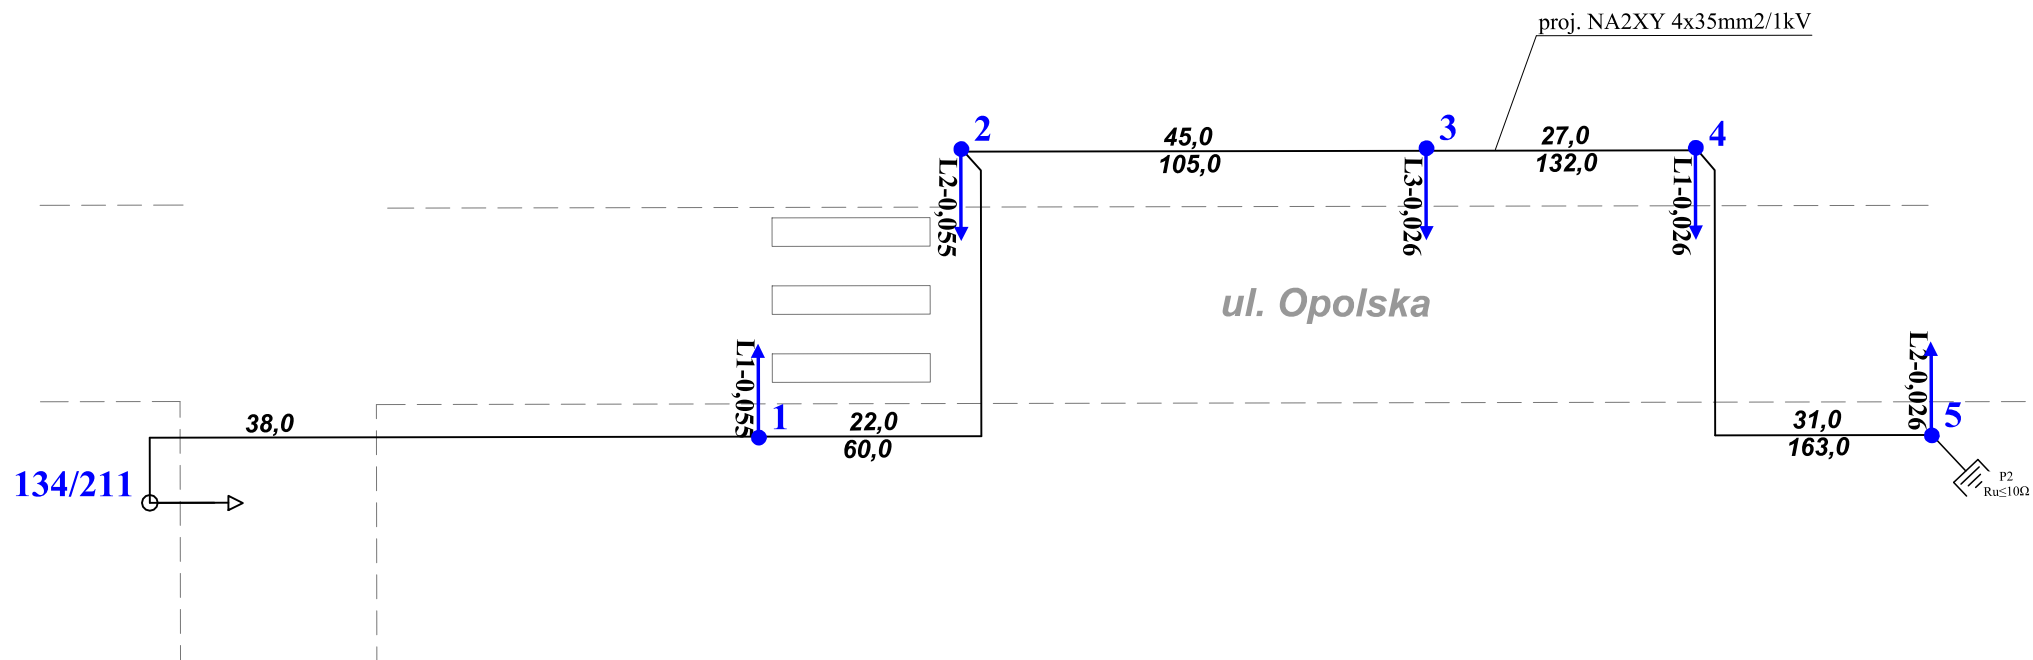 proj. NA2XY 4x35mm2/1kV
2
45,0
105,0
3
27,0
132,0
4
L2-0,055
L3-0,026
L1-0,026
ul. Opolska
L1-0,055
1
22,0
60,0
38,0
134/211
L2-0,026
5
31,0
163,0
P2
Ru≤10Ω